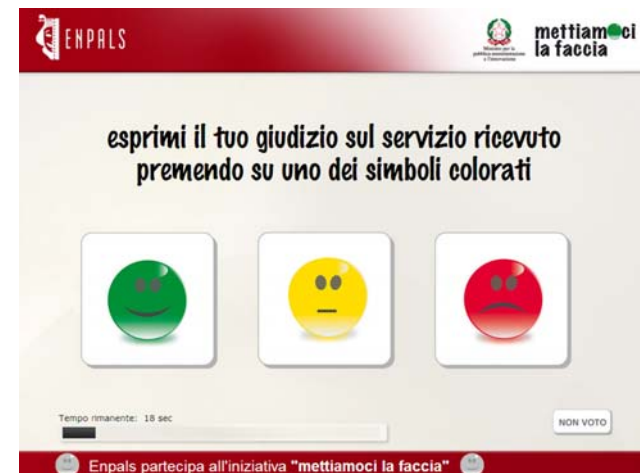 ENPALS
mettiamoci
la faccia
esprimi il tuo giudizio sul servizio ricevuto
premendo su uno dei simboli colorati
Tempo rimanente: 18 sec
NON VOTO
Enpals partecipa all'iniziativa "mettiamoci la faccia"